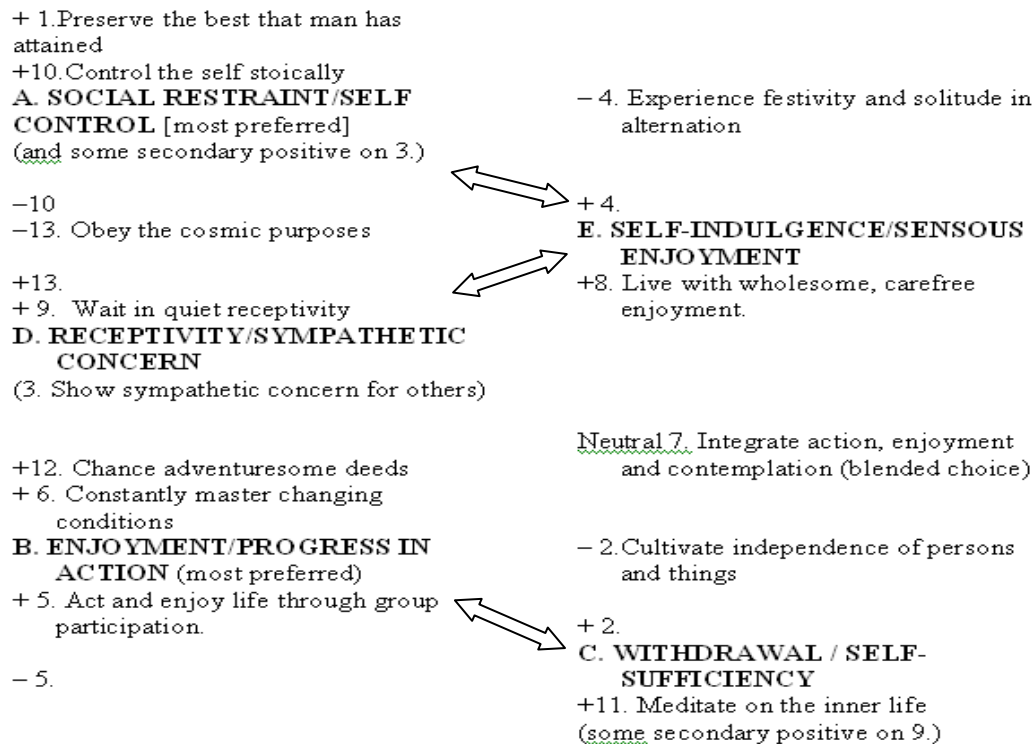 + 1.Preserve the best that man has
attained
+10.Control the self stoically
A. SOCIAL RESTRAINT/SELF
CONTROL [most preferred]
(and some secondary positive on 3.)
−10
−13. Obey the cosmic purposes
+13.
+ 9. Wait in quiet receptivity
D. RECEPTIVITY/SYMPATHETIC
CONCERN
(3. Show sympathetic concern for others)
+12. Chance adventuresome deeds
+ 6. Constantly master changing
conditions
B. ENJOYMENT/PROGRESS IN
ACTION (most preferred)
+ 5. Act and enjoy life through group
participation.
− 5.
− 4. Experience festivity and solitude in
alternation
+ 4.
E. SELF-INDULGENCE/SENSOUS
ENJOYMENT
+8. Live with wholesome, carefree
enjoyment.
Neutral 7. Integrate action, enjoyment
and contemplation (blended choice)
− 2.Cultivate independence of persons
and things
+ 2.
C. WITHDRAWAL / SELF-
SUFFICIENCY
+11. Meditate on the inner life
(some secondary positive on 9.)